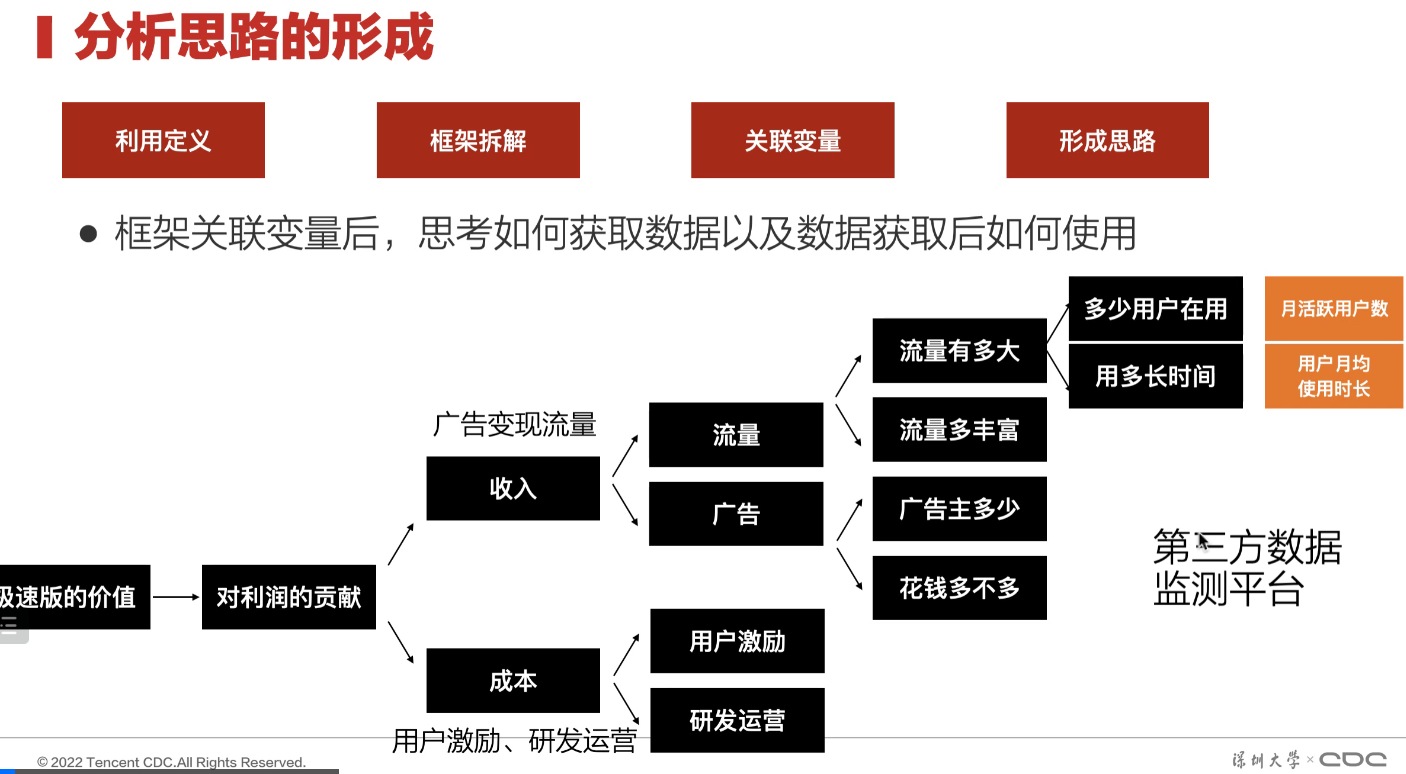 分析思路的形成
利用定义
框架拆解
关联变量
形成思路
● 框架关联变量后，思考如何获取数据以及数据获取后如何使用
多少用户在用
月活跃用户数
用多长时间
用户月均
使用时长
流量有多大
流量多丰富
广告变现流量
流量
收入
广告
广告主多少
花钱多不多
第三方数据
监测平台
极速版的价值
对利润的贡献
用户激励
成本
研发运营
用户激励、研发运营
© 2022 Tencent CDC.All Rights Reserved.
深圳大学 × CDC